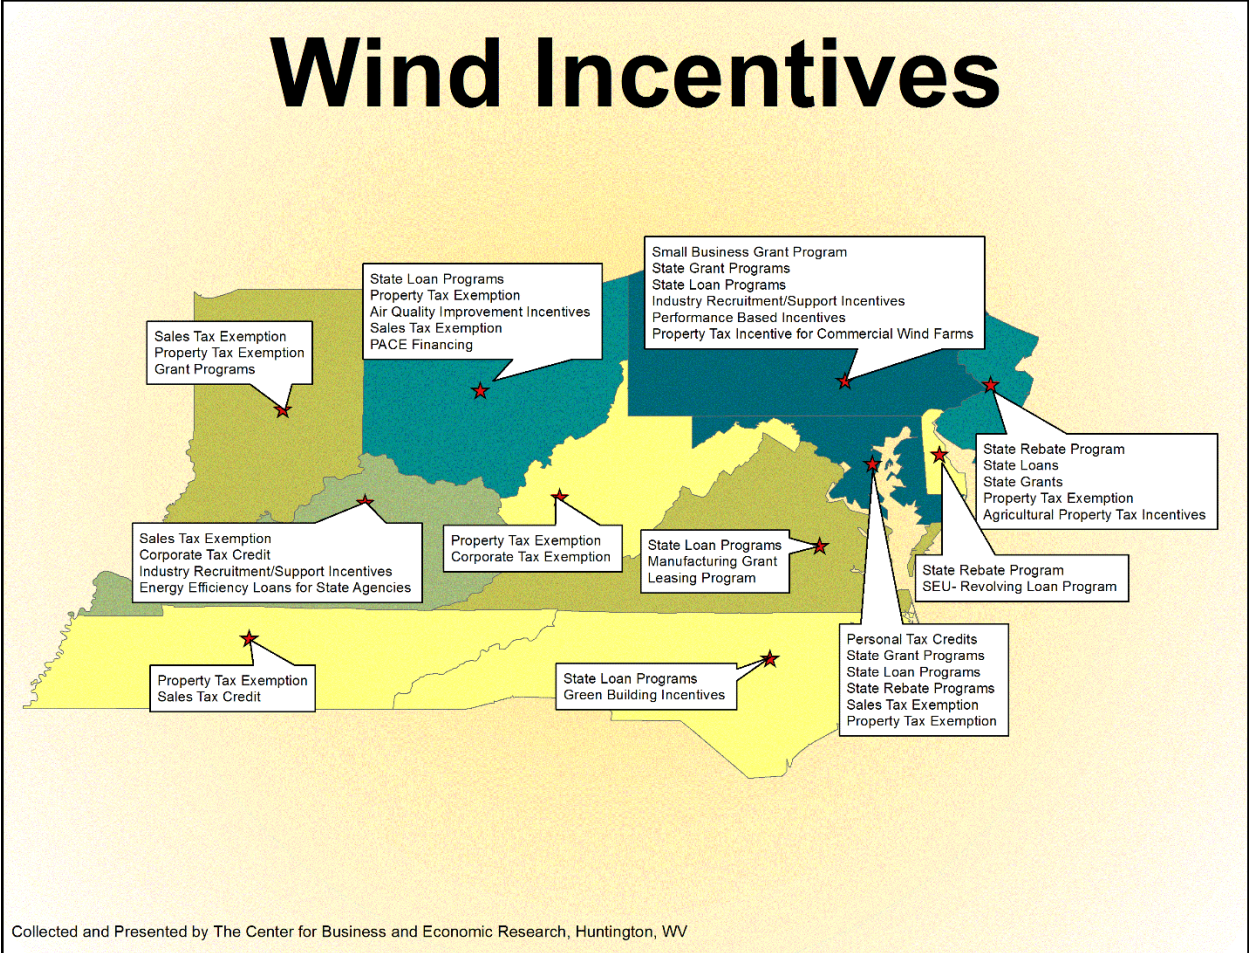 Wind Incentives
Small Business Grant Program
State Grant Programs
State Loan Programs
Industry Recruitment/Support Incentives
Performance Based Incentives
Property Tax Incentive for Commercial Wind Farms
State Loan Programs
Property Tax Exemption
Air Quality Improvement Incentives
Sales Tax Exemption
PACE Financing
Sales Tax Exemption
Property Tax Exemption
Grant Programs
State Rebate Program
State Loans
State Grants
Property Tax Exemption
Agricultural Property Tax Incentives
Sales Tax Exemption
Corporate Tax Credit
Industry Recruitment/Support Incentives
Energy Efficiency Loans for State Agencies
Property Tax Exemption
Corporate Tax Exemption
State Loan Programs
Manufacturing Grant
Leasing Program
State Rebate Program
SEU- Revolving Loan Program
Personal Tax Credits
State Grant Programs
State Loan Programs
State Rebate Programs
Sales Tax Exemption
Property Tax Exemption
Property Tax Exemption
Sales Tax Credit
State Loan Programs
Green Building Incentives
Collected and Presented by The Center for Business and Economic Research, Huntington, WV